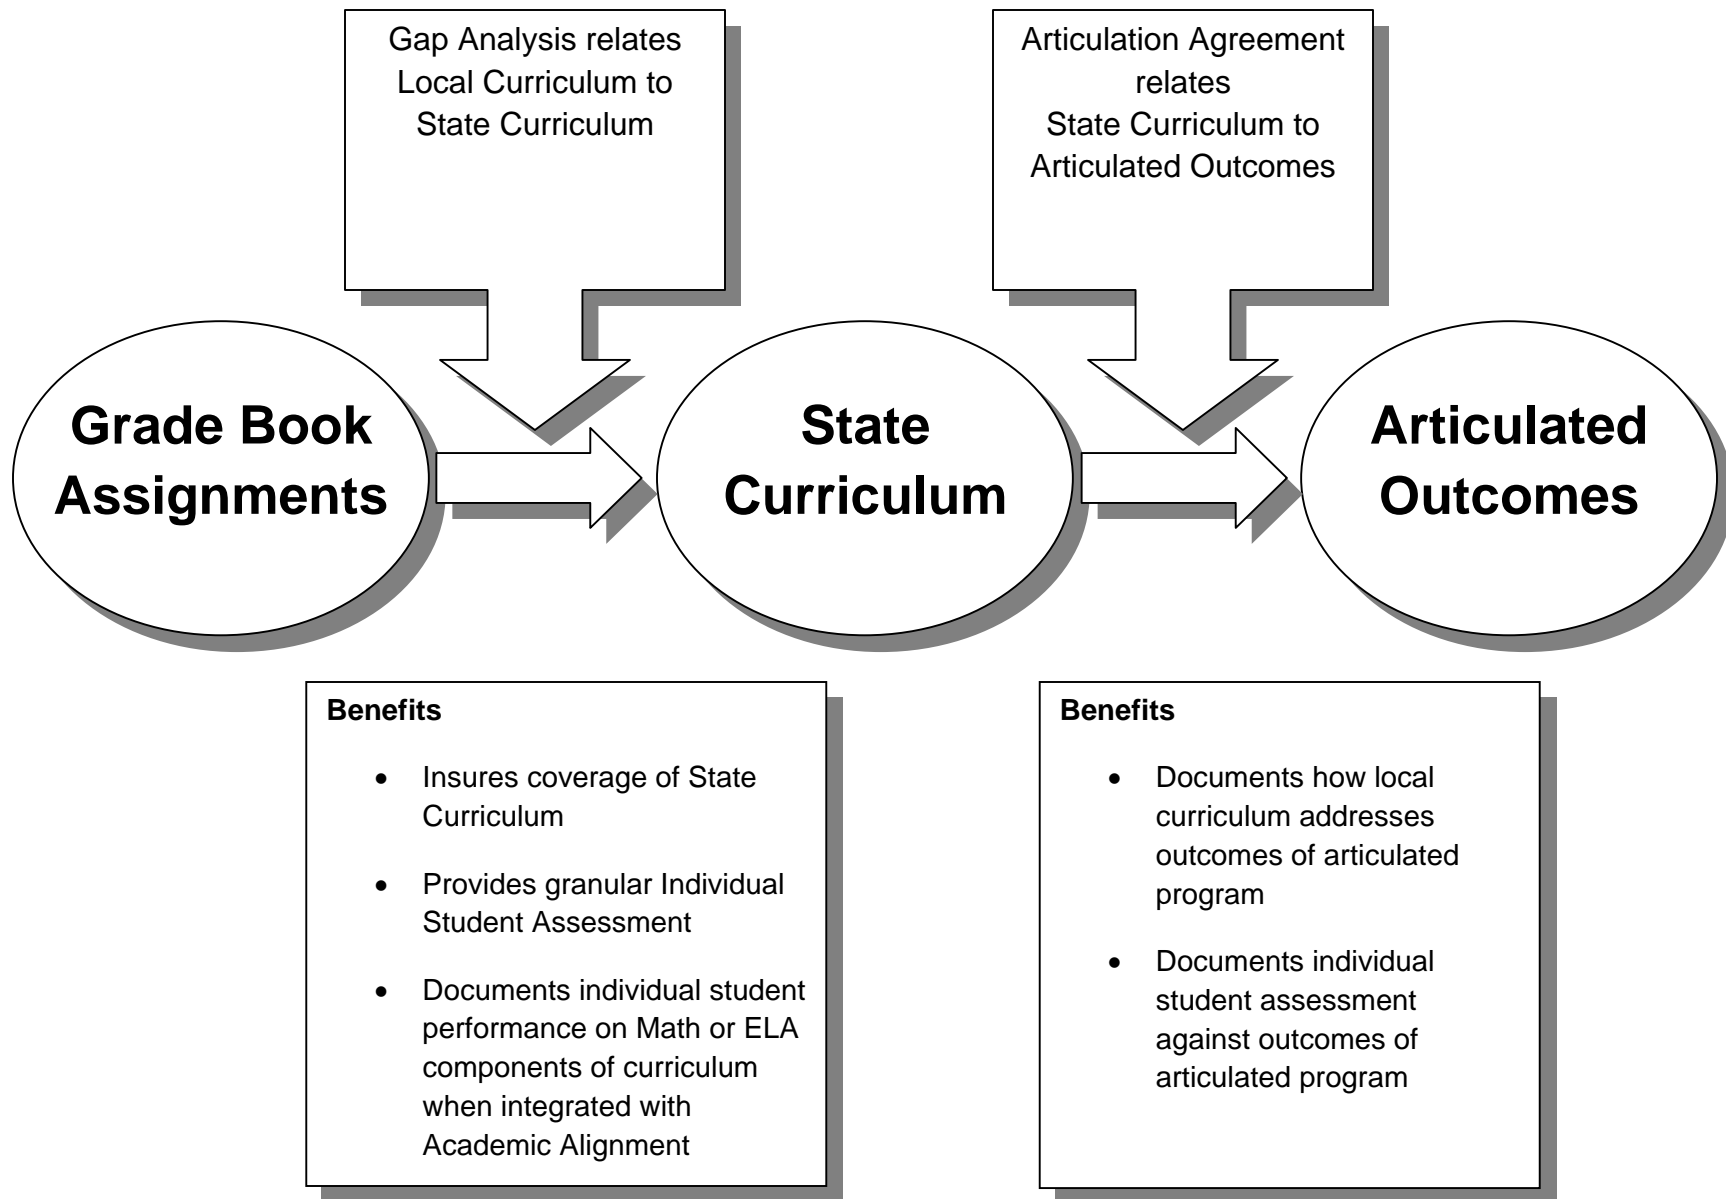 Gap Analysis relates
Local Curriculum to
State Curriculum
Articulation Agreement
relates
State Curriculum to
Articulated Outcomes
Grade Book
Assignments
State
Curriculum
Articulated
Outcomes
Benefits
• Insures coverage of State
Curriculum
• Provides granular Individual
Student Assessment
• Documents individual student
performance on Math or ELA
components of curriculum
when integrated with
Academic Alignment
Benefits
• Documents how local
curriculum addresses
outcomes of articulated
program
• Documents individual
student assessment
against outcomes of
articulated program